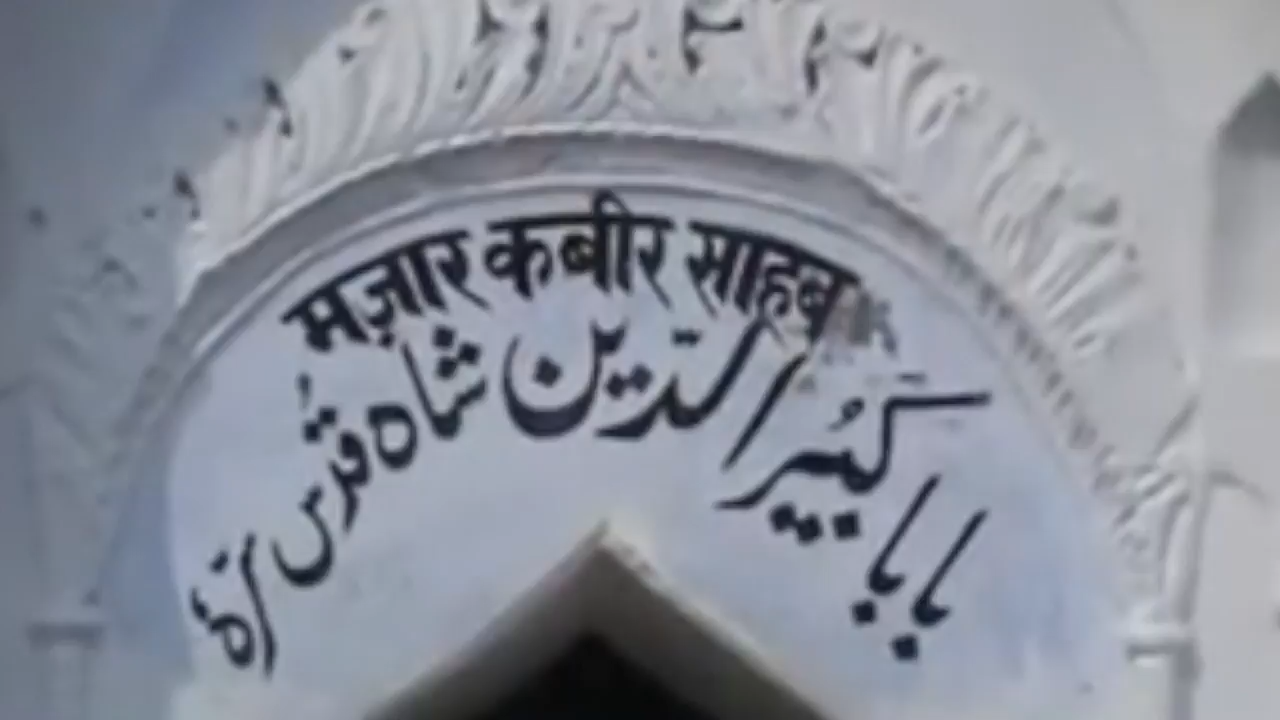 मज़ार कबीर साहब
بابا کبیر الدین شاہ قدس سرہ